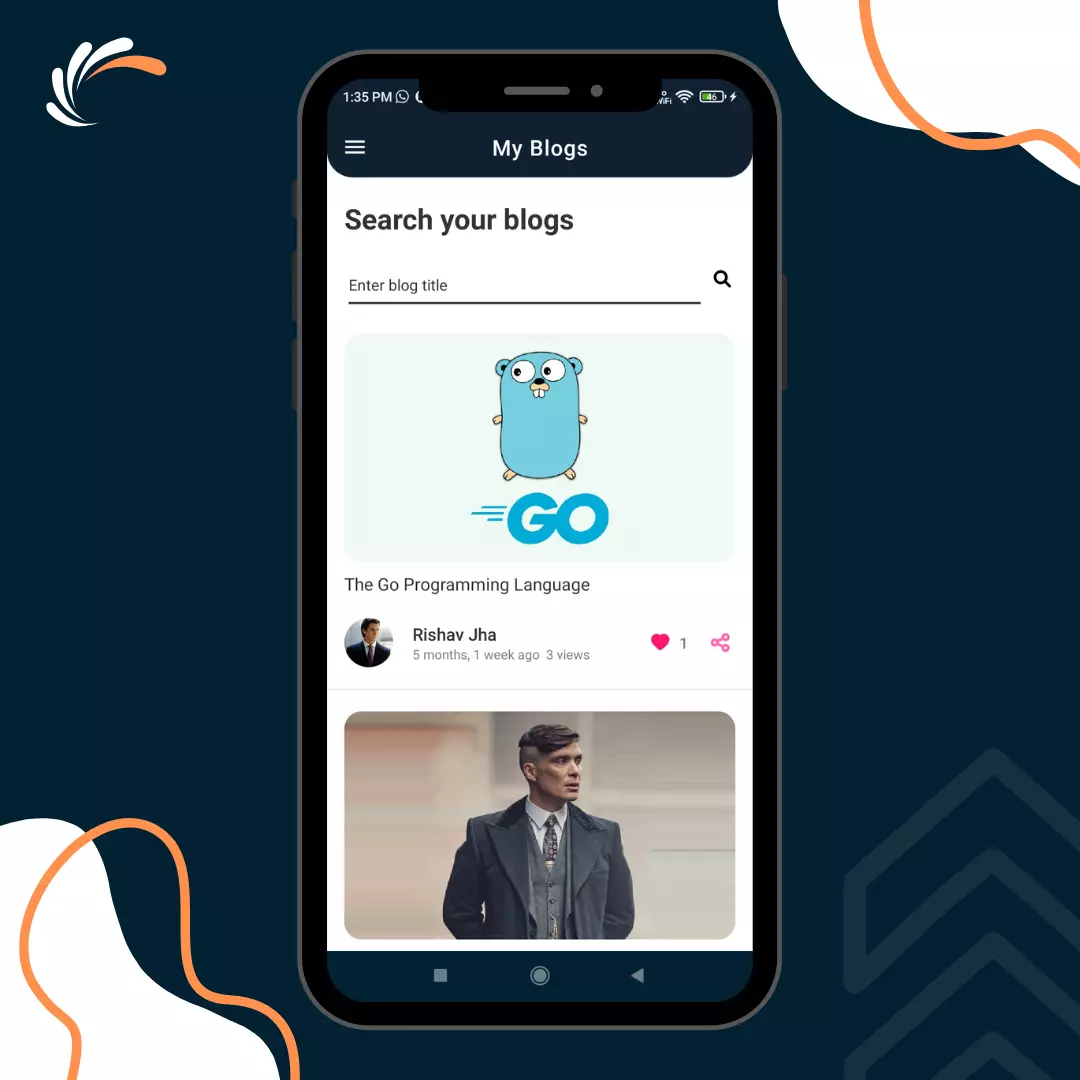 1:35 PM
WiFi
46
My Blogs
Search your blogs
Enter blog title
GO
The Go Programming Language
Rishav Jha
1
5 months, 1 week ago 3 views